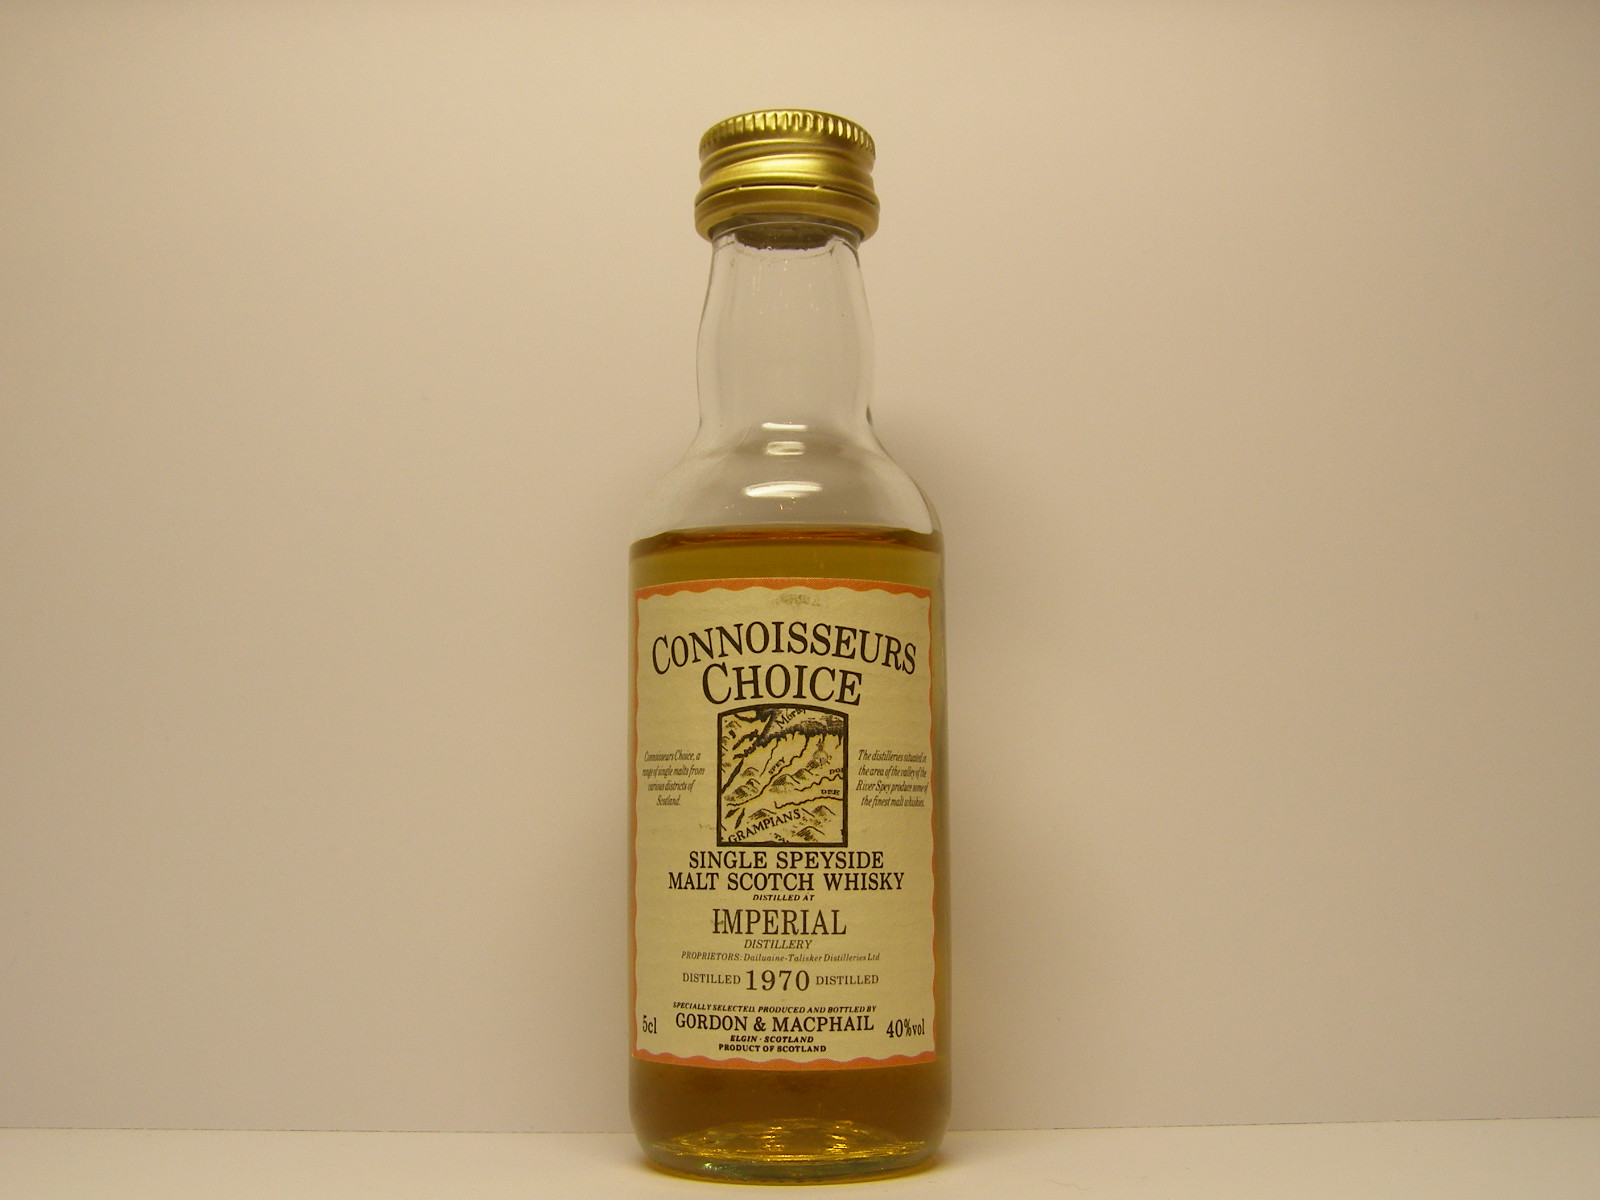 CONNOISSEURS
CHOICE
Moray
SPEY
DEE
GRAMPIANS
Connoisseurs Choice, a
range of single malts from
various districts of
Scotland.
The distilleries situated in
the area of the valley of the
River Spey produce some of
the finest malt whiskies.
SINGLE SPEYSIDE
MALT SCOTCH WHISKY
DISTILLED AT
IMPERIAL
DISTILLERY
PROPRIETORS: Dailuaine-Talisker Distilleries Ltd
DISTILLED 1970 DISTILLED
SPECIALLY SELECTED, PRODUCED AND BOTTLED BY
5cl GORDON & MACPHAIL 40%vol
ELGIN · SCOTLAND
PRODUCT OF SCOTLAND